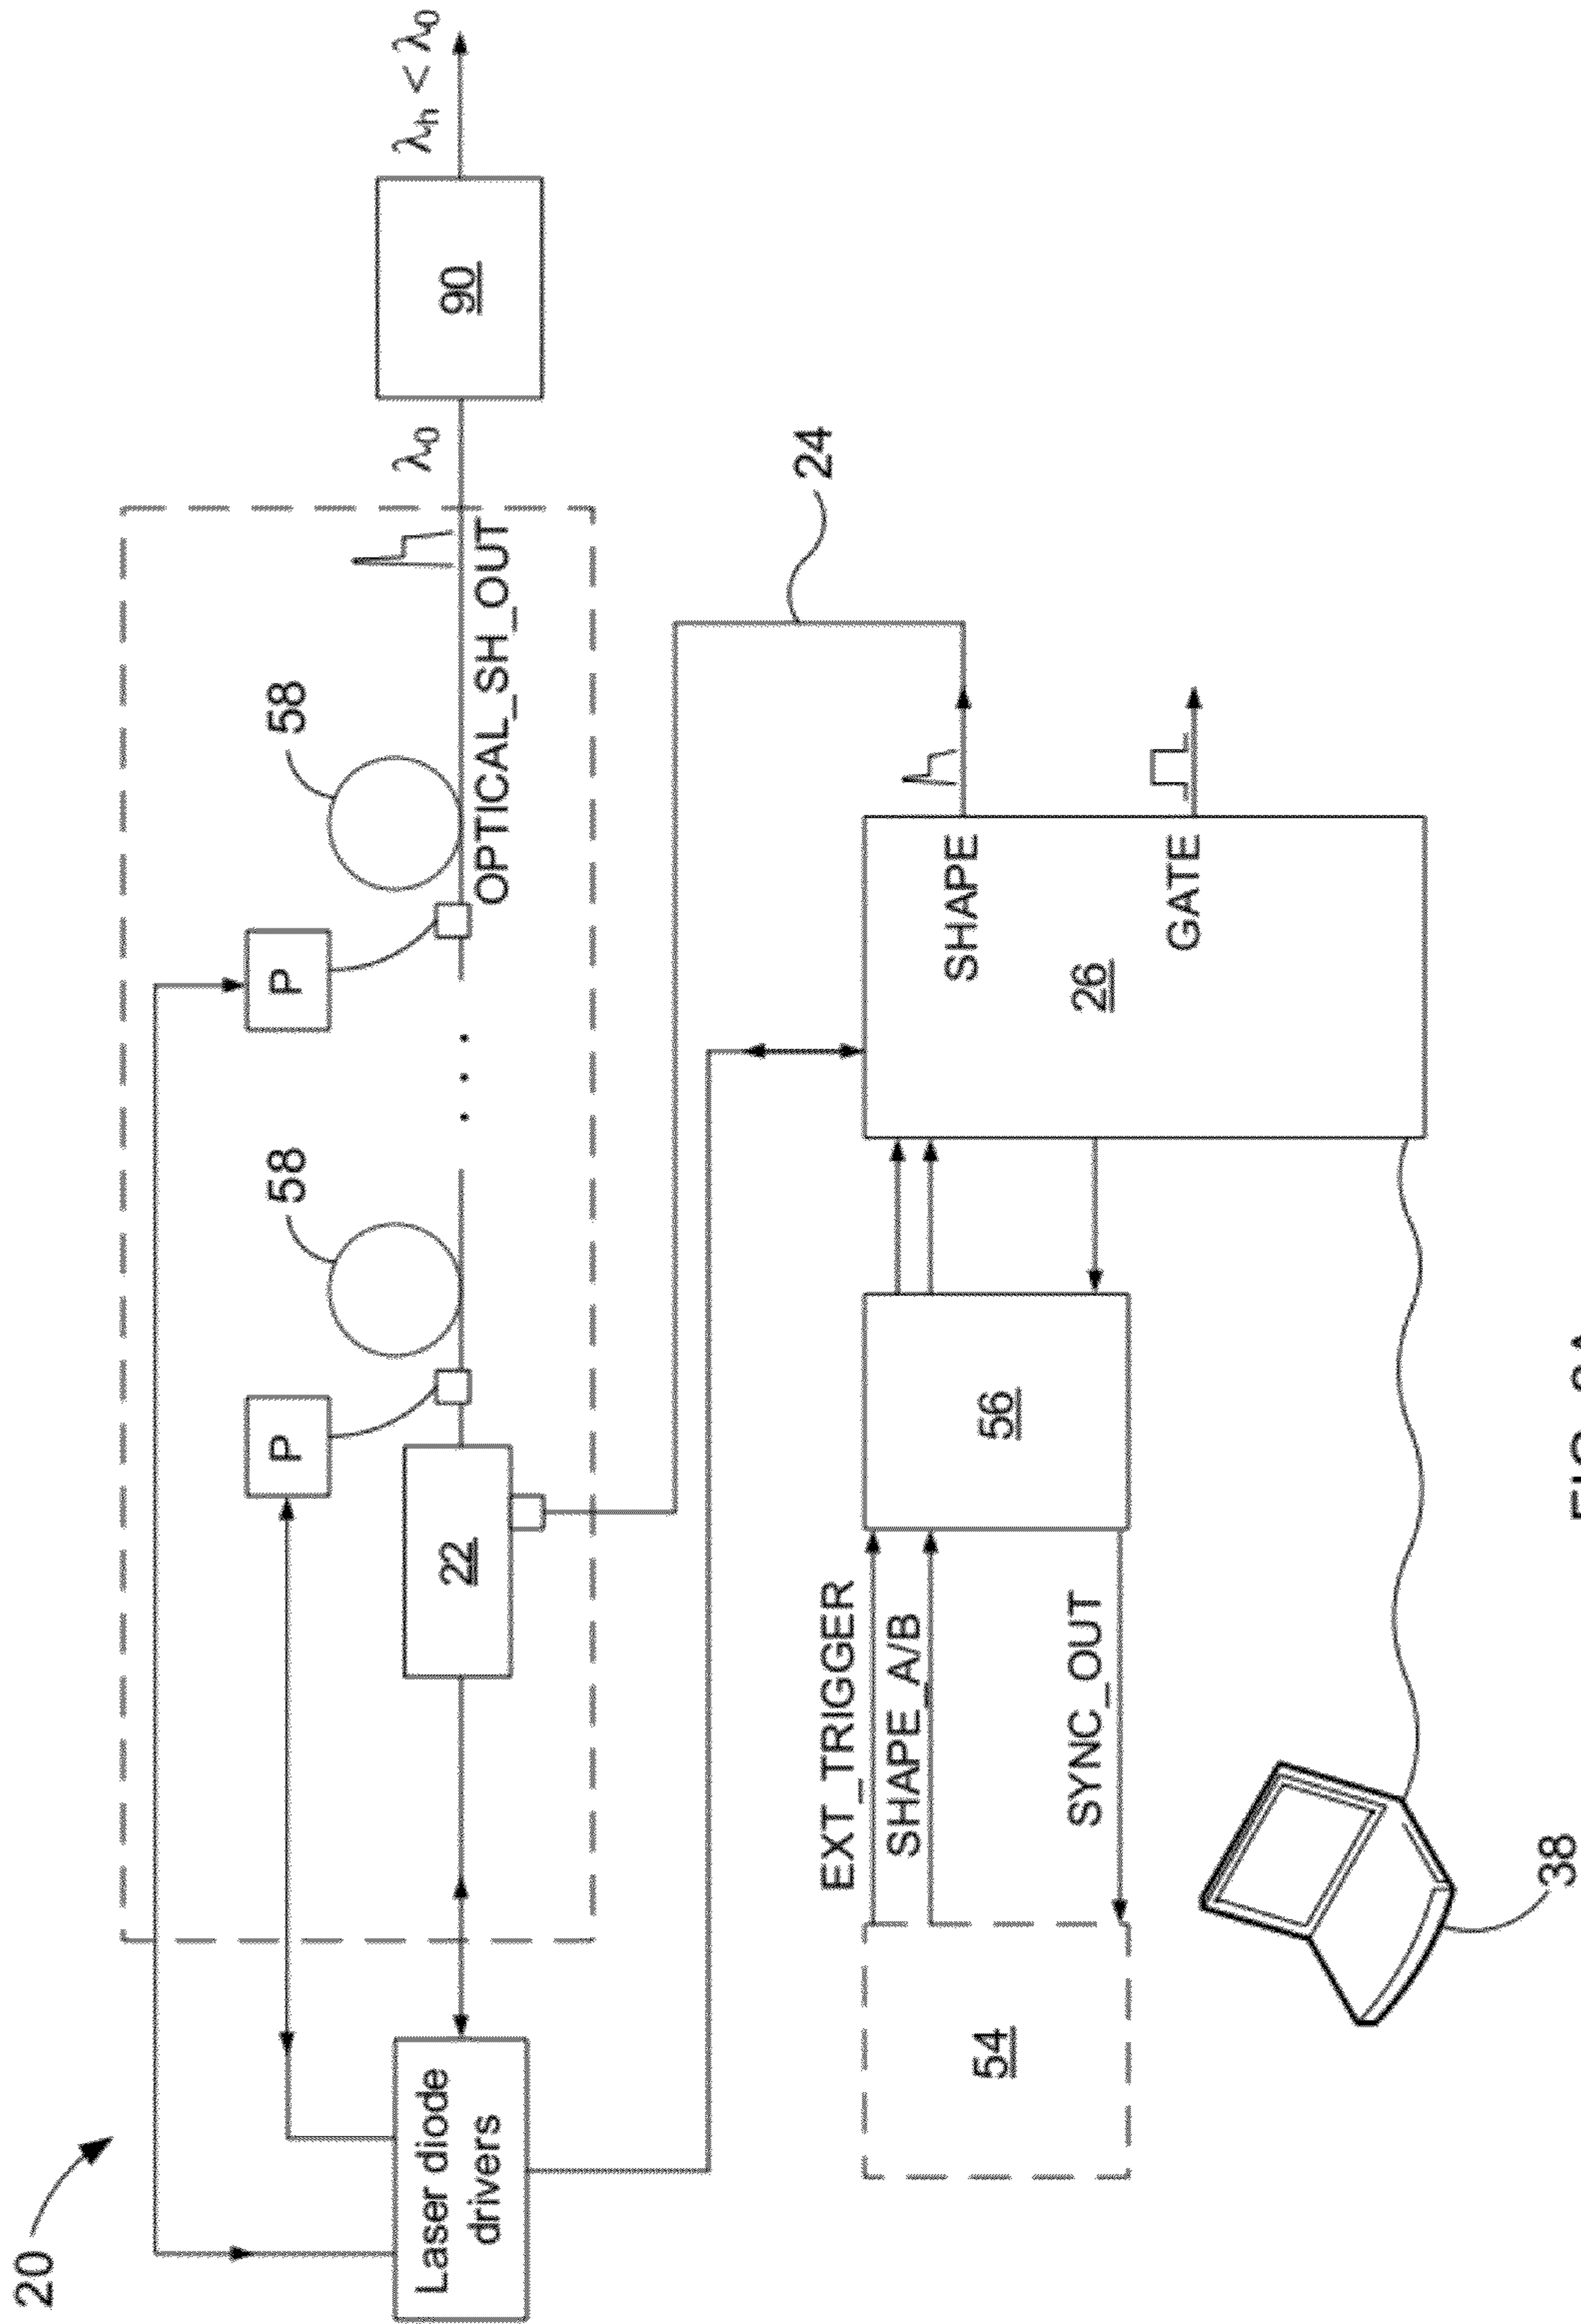 20
Laser diode
drivers
P
P
58
58
22
OPTICAL_SH_OUT
λ0
90
λh < λ0
24
EXT_TRIGGER
SHAPE_A/B
SYNC_OUT
54
56
26
SHAPE
GATE
38